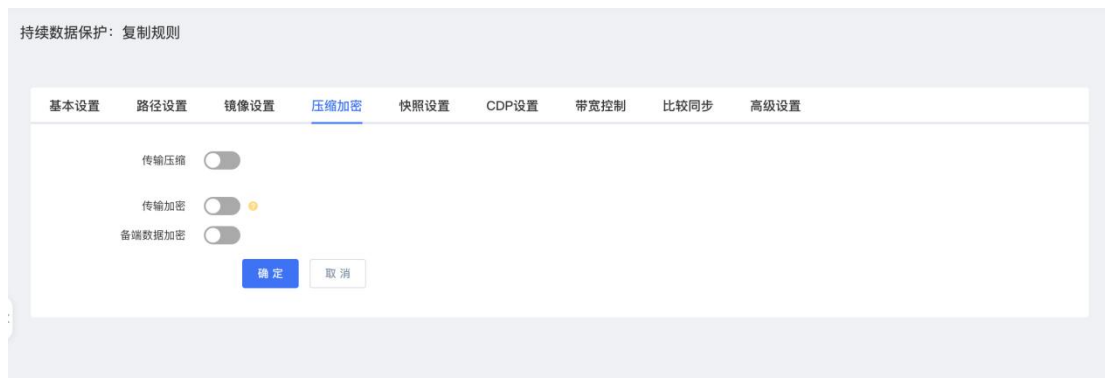 持续数据保护：复制规则
基本设置 路径设置 镜像设置 压缩加密 快照设置 CDP设置 带宽控制 比较同步 高级设置
传输压缩
传输加密 ?
备端数据加密
确 定 取 消